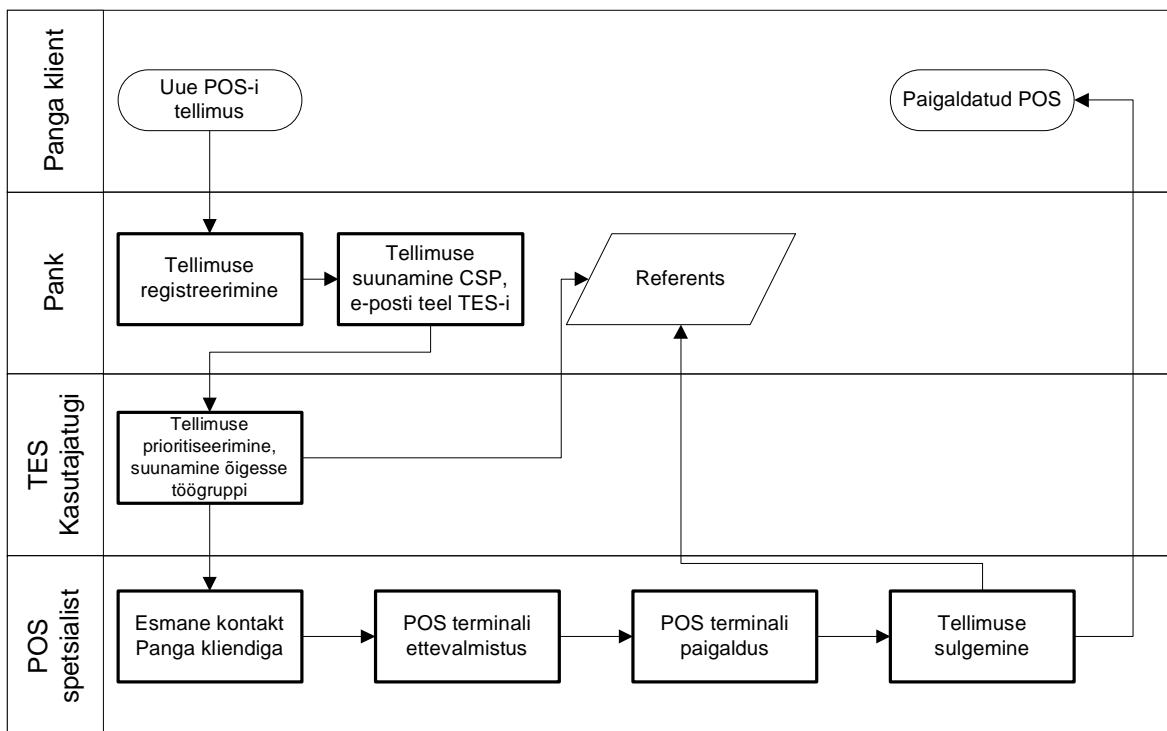 Panga klient
Uue POS-i
tellimus
Paigaldatud POS
Pank
Tellimuse
registreerimine
Tellimuse
suunamine CSP,
e-posti teel TES-i
Referents
TES
Kasutajatugi
Tellimuse
prioritiseerimine,
suunamine õigesse
töögruppi
POS
spetsialist
Esmane kontakt
Panga kliendiga
POS terminali
ettevalmistus
POS terminali
paigaldus
Tellimuse
sulgemine